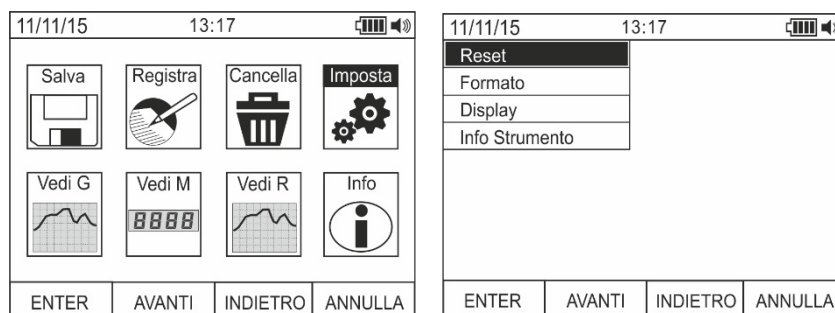 11/11/15 13:17
Salva Registra Cancella Imposta
Vedi G Vedi M Vedi R Info
8888
ENTER AVANTI INDIETRO ANNULLA
11/11/15 13:17
Reset
Formato
Display
Info Strumento
ENTER AVANTI INDIETRO ANNULLA